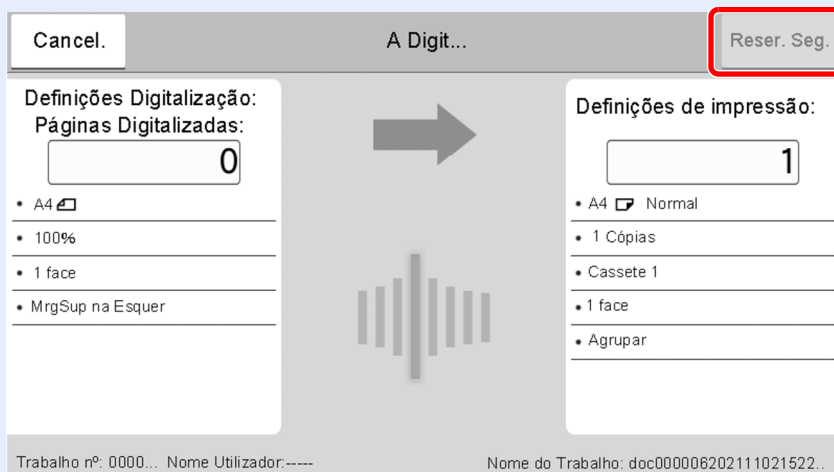 Cancel.
A Digit...
Reser. Seg.
Definições Digitalização:
Páginas Digitalizadas:
0
• A4
• 100%
• 1 face
• MrgSup na Esquer
Definições de impressão:
1
• A4 Normal
• 1 Cópias
• Cassete 1
• 1 face
• Agrupar
Trabalho nº: 0000... Nome Utilizador:-----
Nome do Trabalho: doc000006202111021522..